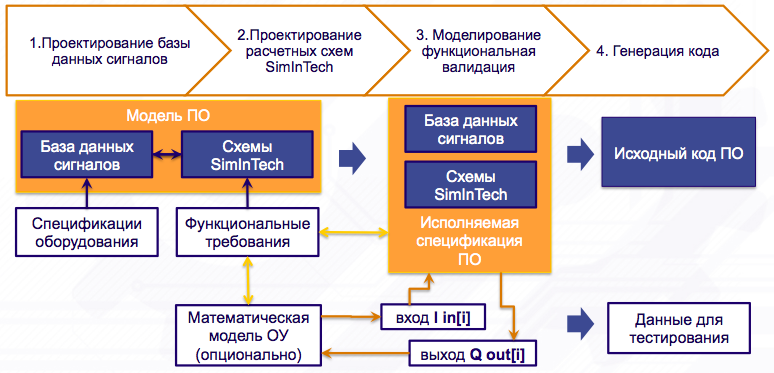 1.Проектирование базы
данных сигналов
2.Проектирование
расчетных схем
SimInTech
3. Моделирование
функциональная
валидация
4. Генерация кода
Модель ПО
База данных
сигналов
Схемы
SimInTech
База данных
сигналов
Схемы
SimInTech
Исполняемая
спецификация
ПО
Исходный код ПО
Спецификации
оборудования
Функциональные
требования
Математическая
модель ОУ
(опционально)
вход I in[i]
выход Q out[i]
Данные для
тестирования